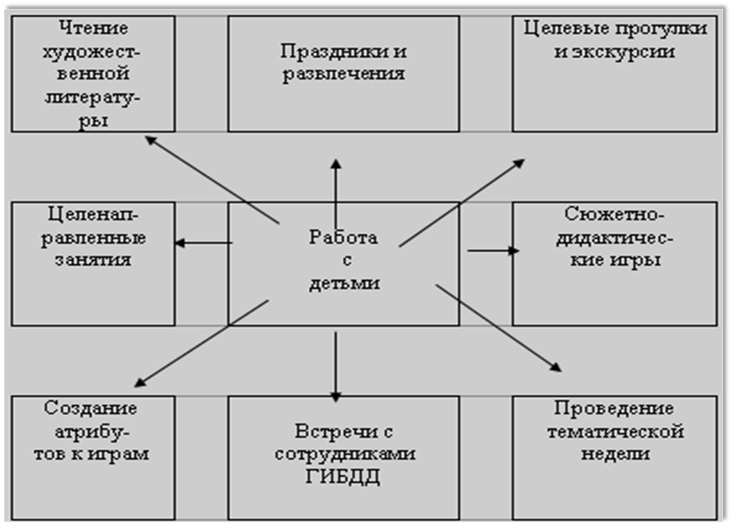 Чтение
художест-
венной
литерату-
ры
Праздники и
развлечения
Целевые прогулки
и экскурсии
Целенап-
равленные
занятия
Работа
с
детьми
Сюжетно-
дидактичес-
кие игры
Создание
атрибу-
тов к играм
Встречи с
сотрудниками
ГИБДД
Проведение
тематической
недели